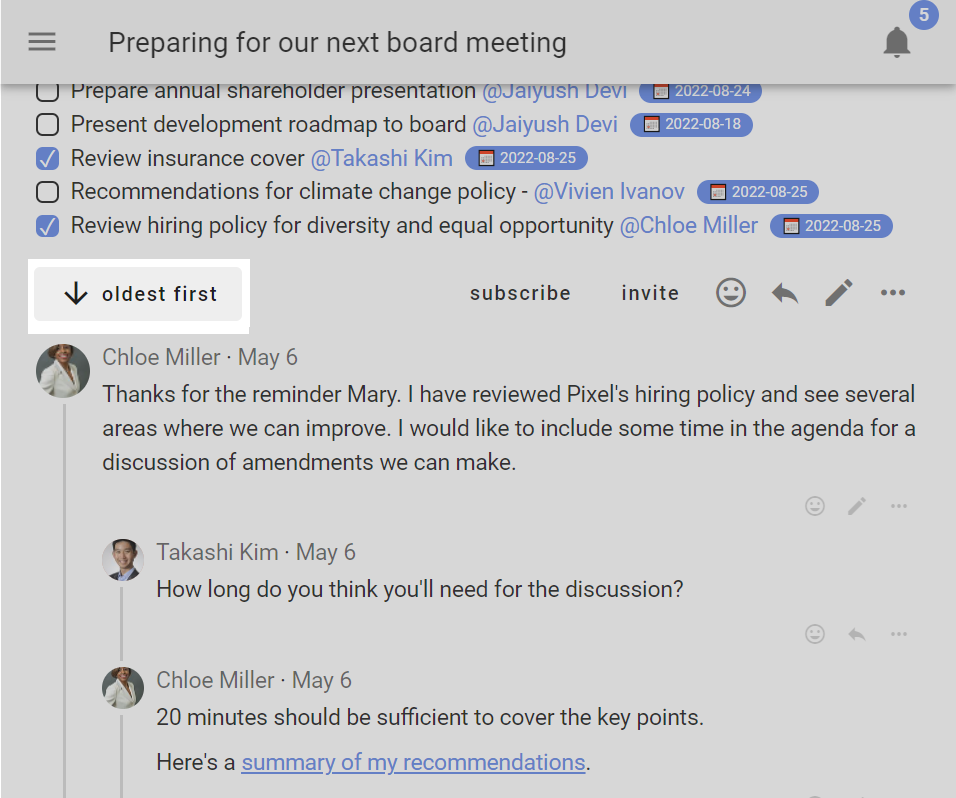 5
Preparing for our next board meeting
Prepare annual shareholder presentation @Jaiyush Devi 2022-08-24
Present development roadmap to board @Jaiyush Devi 2022-08-18
Review insurance cover @Takashi Kim 2022-08-25
Recommendations for climate change policy - @Vivien Ivanov 2022-08-25
Review hiring policy for diversity and equal opportunity @Chloe Miller 2022-08-25
oldest first subscribe invite
Chloe Miller · May 6
Thanks for the reminder Mary. I have reviewed Pixel's hiring policy and see several
areas where we can improve. I would like to include some time in the agenda for a
discussion of amendments we can make.
Takashi Kim · May 6
How long do you think you'll need for the discussion?
Chloe Miller · May 6
20 minutes should be sufficient to cover the key points.
Here's a summary of my recommendations.